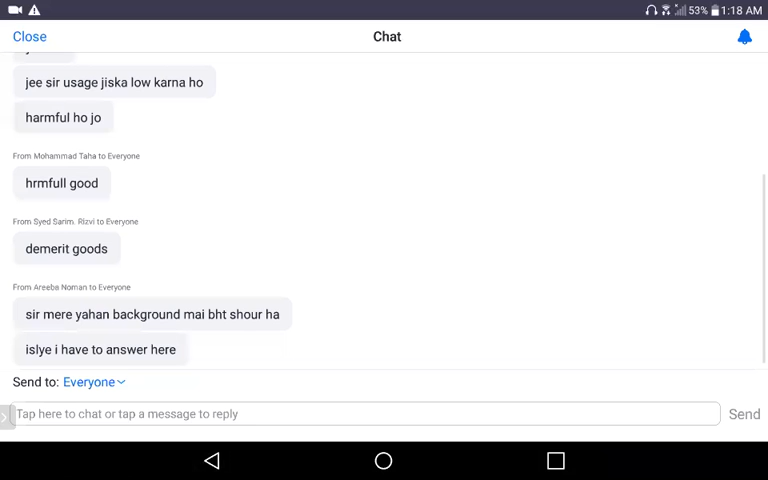 53% 1:18 AM
Close
Chat
jee sir usage jiska low karna ho
harmful ho jo
From Mohammad Taha to Everyone
hrmfull good
From Syed Sarim. Rizvi to Everyone
demerit goods
From Areeba Noman to Everyone
sir mere yahan background mai bht shour ha
islye i have to answer here
Send to: Everyone
Tap here to chat or tap a message to reply
Send